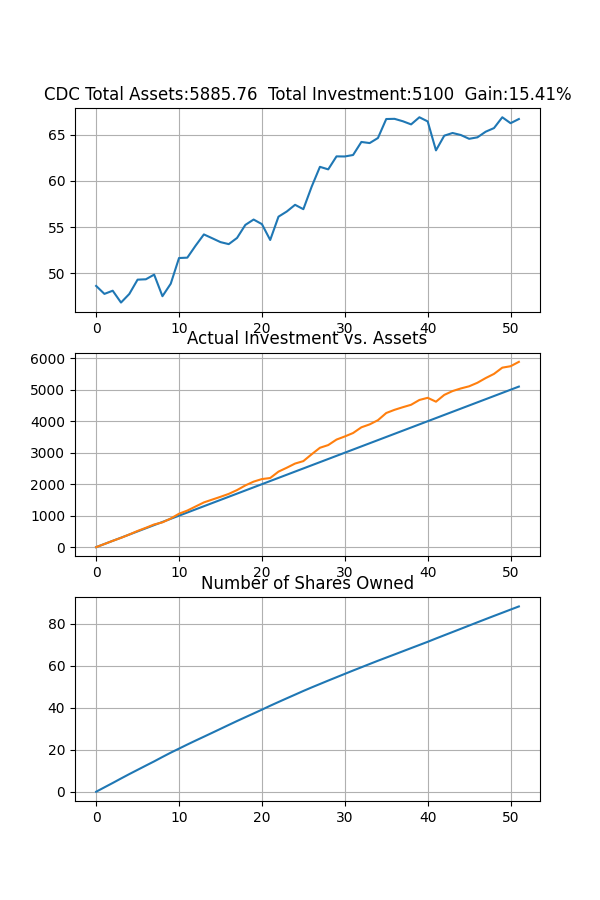 CDC Total Assets:5885.76  Total Investment:5100  Gain:15.41%
65
60
55
50
0 10 20 30 40 50
Actual Investment vs. Assets
6000
5000
4000
3000
2000
1000
0
0 10 20 30 40 50
Number of Shares Owned
80
60
40
20
0
0 10 20 30 40 50